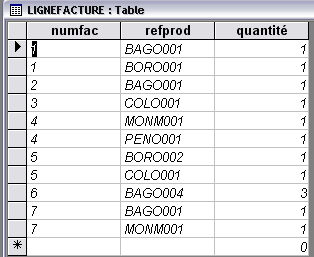 LIGNEFACTURE : Table
numfac refprod quantité
1 BAGO001 1
1 BORO001 1
2 BAGO001 1
3 COLO001 1
4 MONM001 1
4 PENO001 1
5 BORO002 1
5 COLO001 1
6 BAGO004 3
7 BAGO001 1
7 MONM001 1
* 0